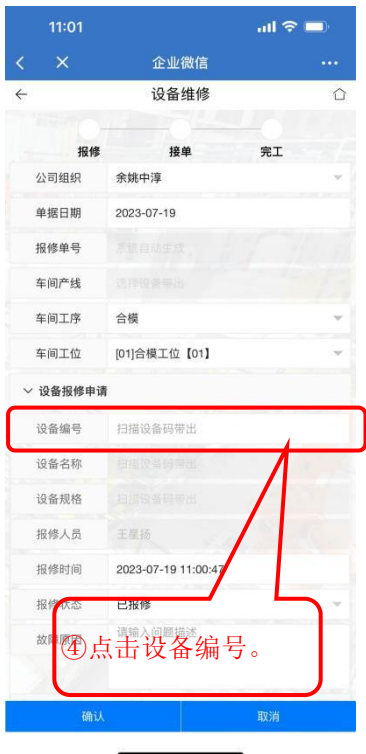 11:01
企业微信
设备维修
报修 接单 完工
公司组织 余姚中淳
单据日期 2023-07-19
报修单号 系统自动生成
车间产线 选择设备带出
车间工序 合模
车间工位 [01]合模工位【01】
设备报修申请
设备编号 扫描设备码带出
设备名称 扫描设备码带出
设备规格 扫描设备码带出
报修人员 王星扬
报修时间 2023-07-19 11:00:47
报修状态 已报修
故障原因 请输入问题描述
④点击设备编号。
确认 取消